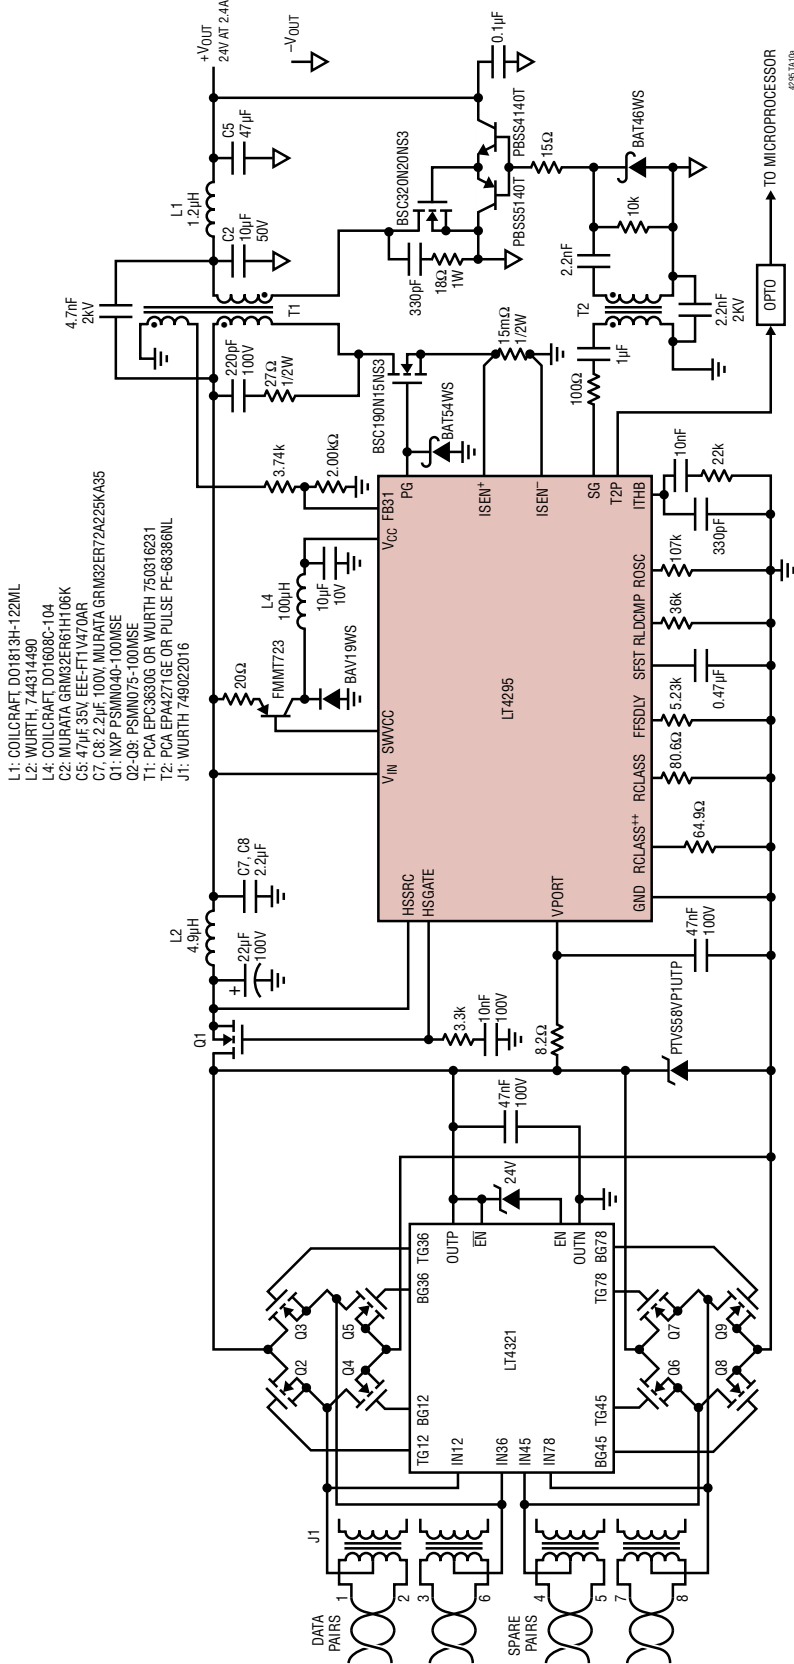 L1: COILCRAFT, DO1813H-122ML
L2: WURTH, 744314490
L4: COILCRAFT, DO1608C-104
C2: MURATA GRM32ER61H106K
C5: 47µF, 35V, EEE-FT1V470AR
C7, C8: 2.2µF, 100V, MURATA GRM32ER72A225KA35
Q1: NXP PSMN040-100MSE
Q2-Q9: PSMN075-100MSE
T1: PCA EPC3630G OR WURTH 750316231
T2: PCA EPA4271GE OR PULSE PE-68386NL
J1: WURTH 749022016
DATA
PAIRS
SPARE
PAIRS
1
2
3
6
4
5
7
8
J1
Q2
Q3
Q4
Q5
Q6
Q7
Q8
Q9
TG12
BG12
BG36
TG36
IN12
IN36
IN45
IN78
BG45
TG45
TG78
BG78
OUTP
EN
EN
OUTN
LT4321
24V
47nF
100V
Q1
3.3k
10nF
100V
8.2Ω
PTVS58VP1UTP
47nF
100V
L2
4.9µH
+
22µF
100V
C7, C8
2.2µF
HSSRC
HSGATE
VPORT
GND
RCLASS++
RCLASS
FFSDLY
SFST
RLDCMP
ROSC
ITHB
T2P
SG
ISEN–
ISEN+
PG
FB31
VCC
SWVCC
VIN
LT4295
64.9Ω
80.6Ω
5.23k
0.47µF
36k
107k
330pF
10nF
22k
20Ω
FMMT723
BAV19WS
L4
100µH
10µF
10V
3.74k
2.00kΩ
220pF
100V
27Ω
1/2W
4.7nF
2kV
T1
BSC190N15NS3
BAT54WS
15mΩ
1/2W
100Ω
1µF
T2
2.2nF
2.2nF
2KV
10k
BAT46WS
15Ω
C2
10µF
50V
L1
1.2µH
C5
47µF
+VOUT
24V AT 2.4A
–VOUT
0.1µF
BSC320N20NS3
330pF
18Ω
1W
PBSS5140T
PBSS4140T
OPTO
TO MICROPROCESSOR
4295 TA10a